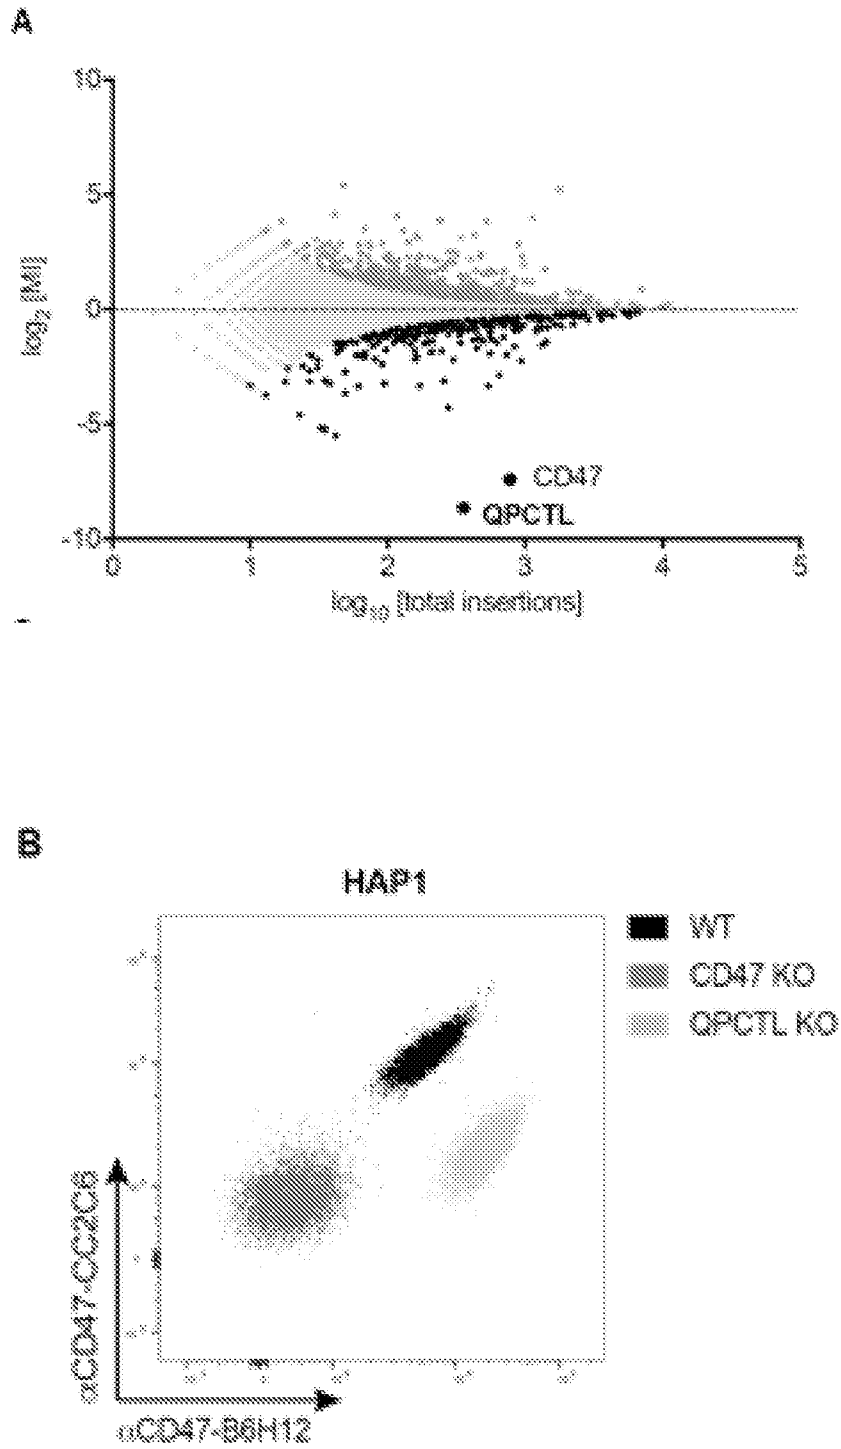 A
10
5
0
-5
-10
log2 [MI]
CD47
QPCTL
0 1 2 3 4 5
log10 [total insertions]
B
HAP1
WT
CD47 KO
QPCTL KO
αCD47-CC2C6
αCD47-B6H12